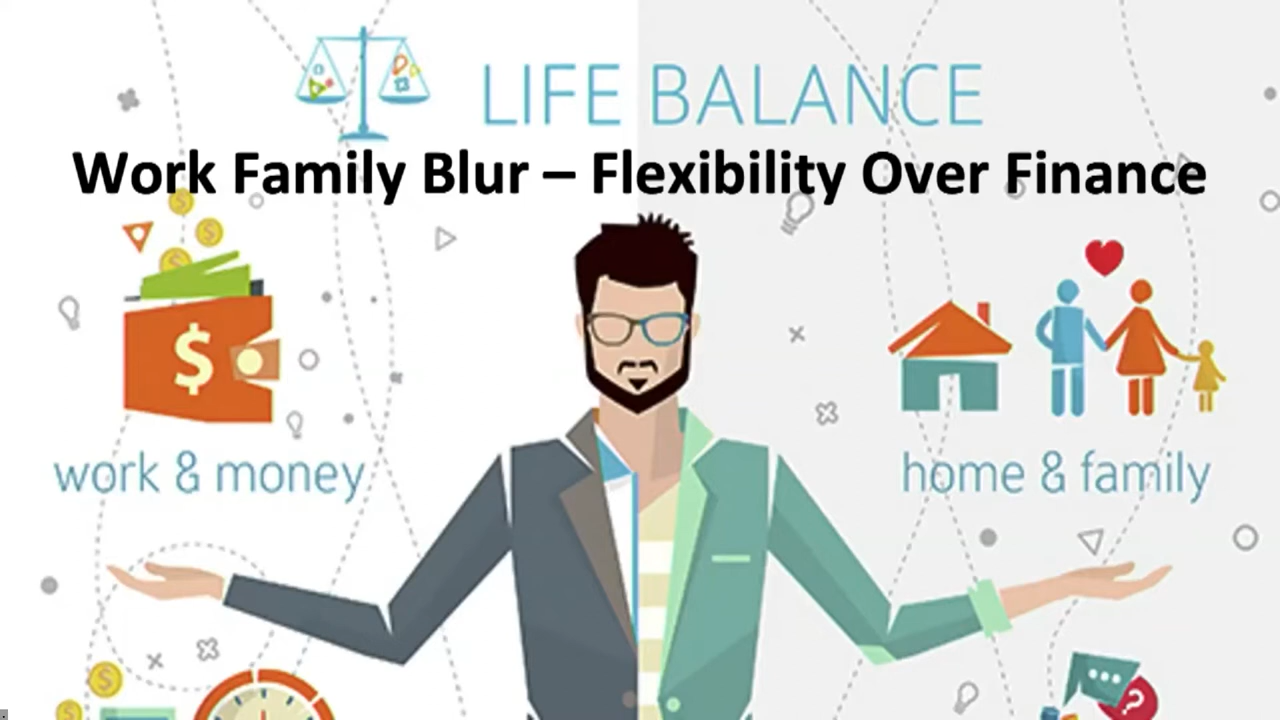 LIFE BALANCE
Work Family Blur – Flexibility Over Finance
$
$
$
$
work & money
home & family
$
$
...
?